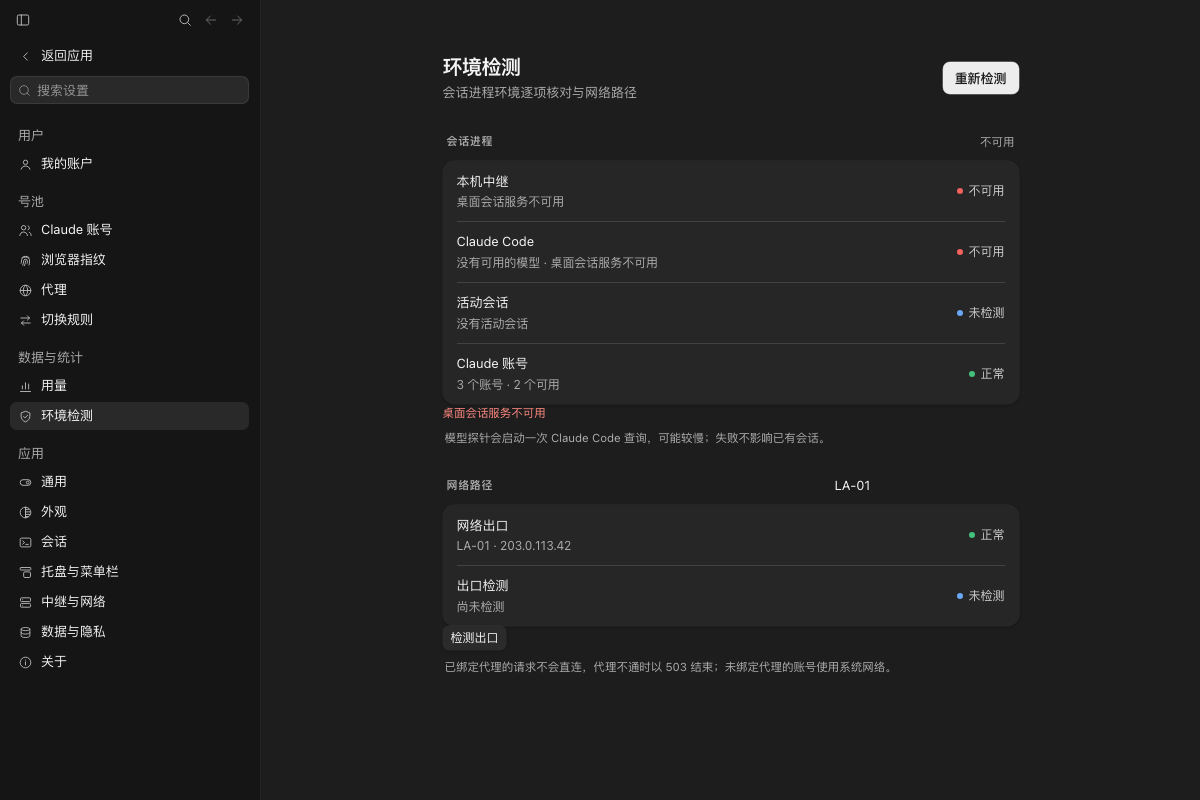 返回应用
搜索设置
用户
我的账户
号池
Claude 账号
浏览器指纹
代理
切换规则
数据与统计
用量
环境检测
应用
通用
外观
会话
托盘与菜单栏
中继与网络
数据与隐私
关于
环境检测
会话进程环境逐项核对与网络路径
重新检测
会话进程
不可用
本机中继
桌面会话服务不可用
不可用
Claude Code
没有可用的模型 · 桌面会话服务不可用
不可用
活动会话
没有活动会话
未检测
Claude 账号
3 个账号 · 2 个可用
正常
桌面会话服务不可用
模型探针会启动一次 Claude Code 查询，可能较慢；失败不影响已有会话。
网络路径
LA-01
网络出口
LA-01 · 203.0.113.42
正常
出口检测
尚未检测
未检测
检测出口
已绑定代理的请求不会直连，代理不通时以 503 结束；未绑定代理的账号使用系统网络。